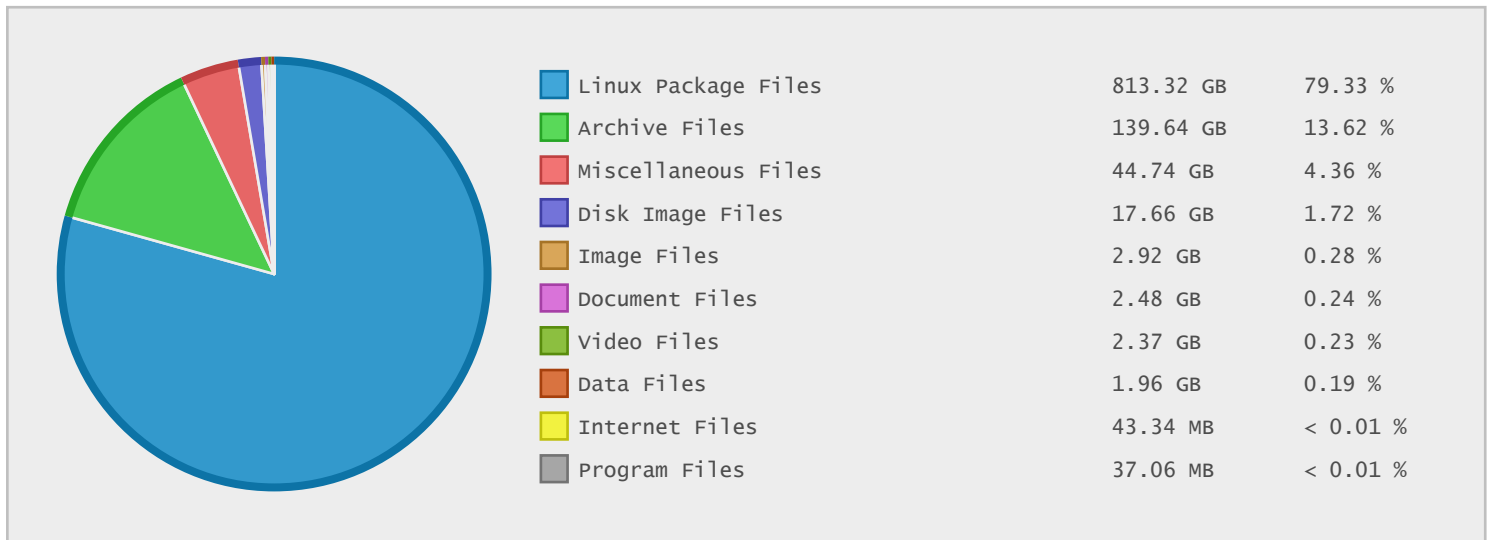 Linux Package Files 813.32 GB 79.33 %
Archive Files 139.64 GB 13.62 %
Miscellaneous Files 44.74 GB 4.36 %
Disk Image Files 17.66 GB 1.72 %
Image Files 2.92 GB 0.28 %
Document Files 2.48 GB 0.24 %
Video Files 2.37 GB 0.23 %
Data Files 1.96 GB 0.19 %
Internet Files 43.34 MB < 0.01 %
Program Files 37.06 MB < 0.01 %